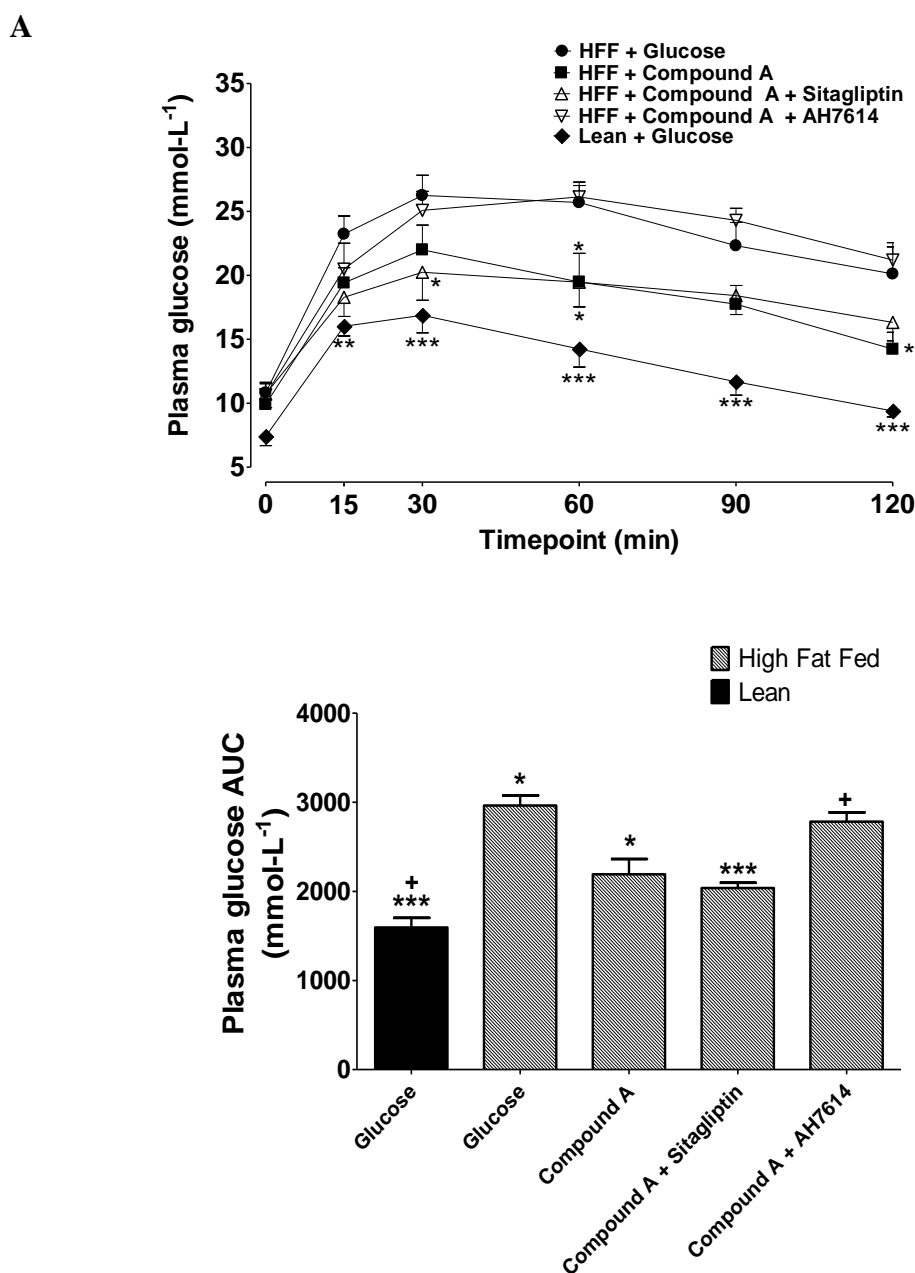 A
HFF + Glucose
HFF + Compound A
HFF + Compound A + Sitagliptin
HFF + Compound A + AH7614
Lean + Glucose
Plasma glucose (mmol-L-1)
35
30
25
20
15
10
5
*
*
*
*
**
***
***
***
***
0
15
30
60
90
120
Timepoint (min)
High Fat Fed
Lean
Plasma glucose AUC
(mmol-L-1)
4000
3000
2000
1000
0
+
***
*
*
***
+
Glucose
Glucose
Compound A
Compound A + Sitagliptin
Compound A + AH7614